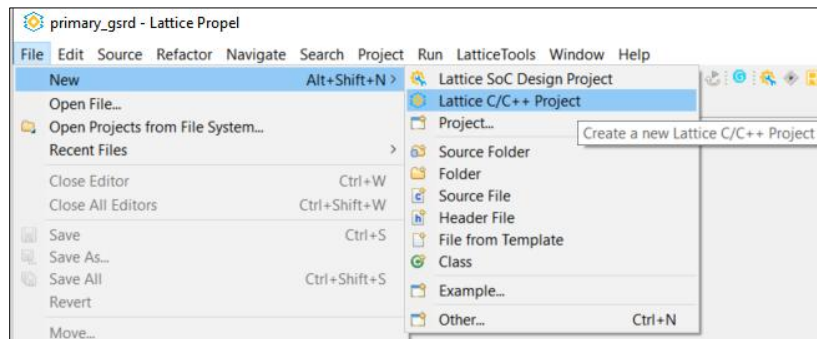 primary_gsrd - Lattice Propel
File Edit Source Refactor Navigate Search Project Run LatticeTools Window Help
New Alt+Shift+N >
Open File...
Open Projects from File System...
Recent Files >
Close Editor Ctrl+W
Close All Editors Ctrl+Shift+W
Save Ctrl+S
Save As...
Save All Ctrl+Shift+S
Revert
Move...
Lattice SoC Design Project
Lattice C/C++ Project
Project...
Create a new Lattice C/C++ Project
Source Folder
Folder
Source File
Header File
File from Template
Class
Example...
Other... Ctrl+N